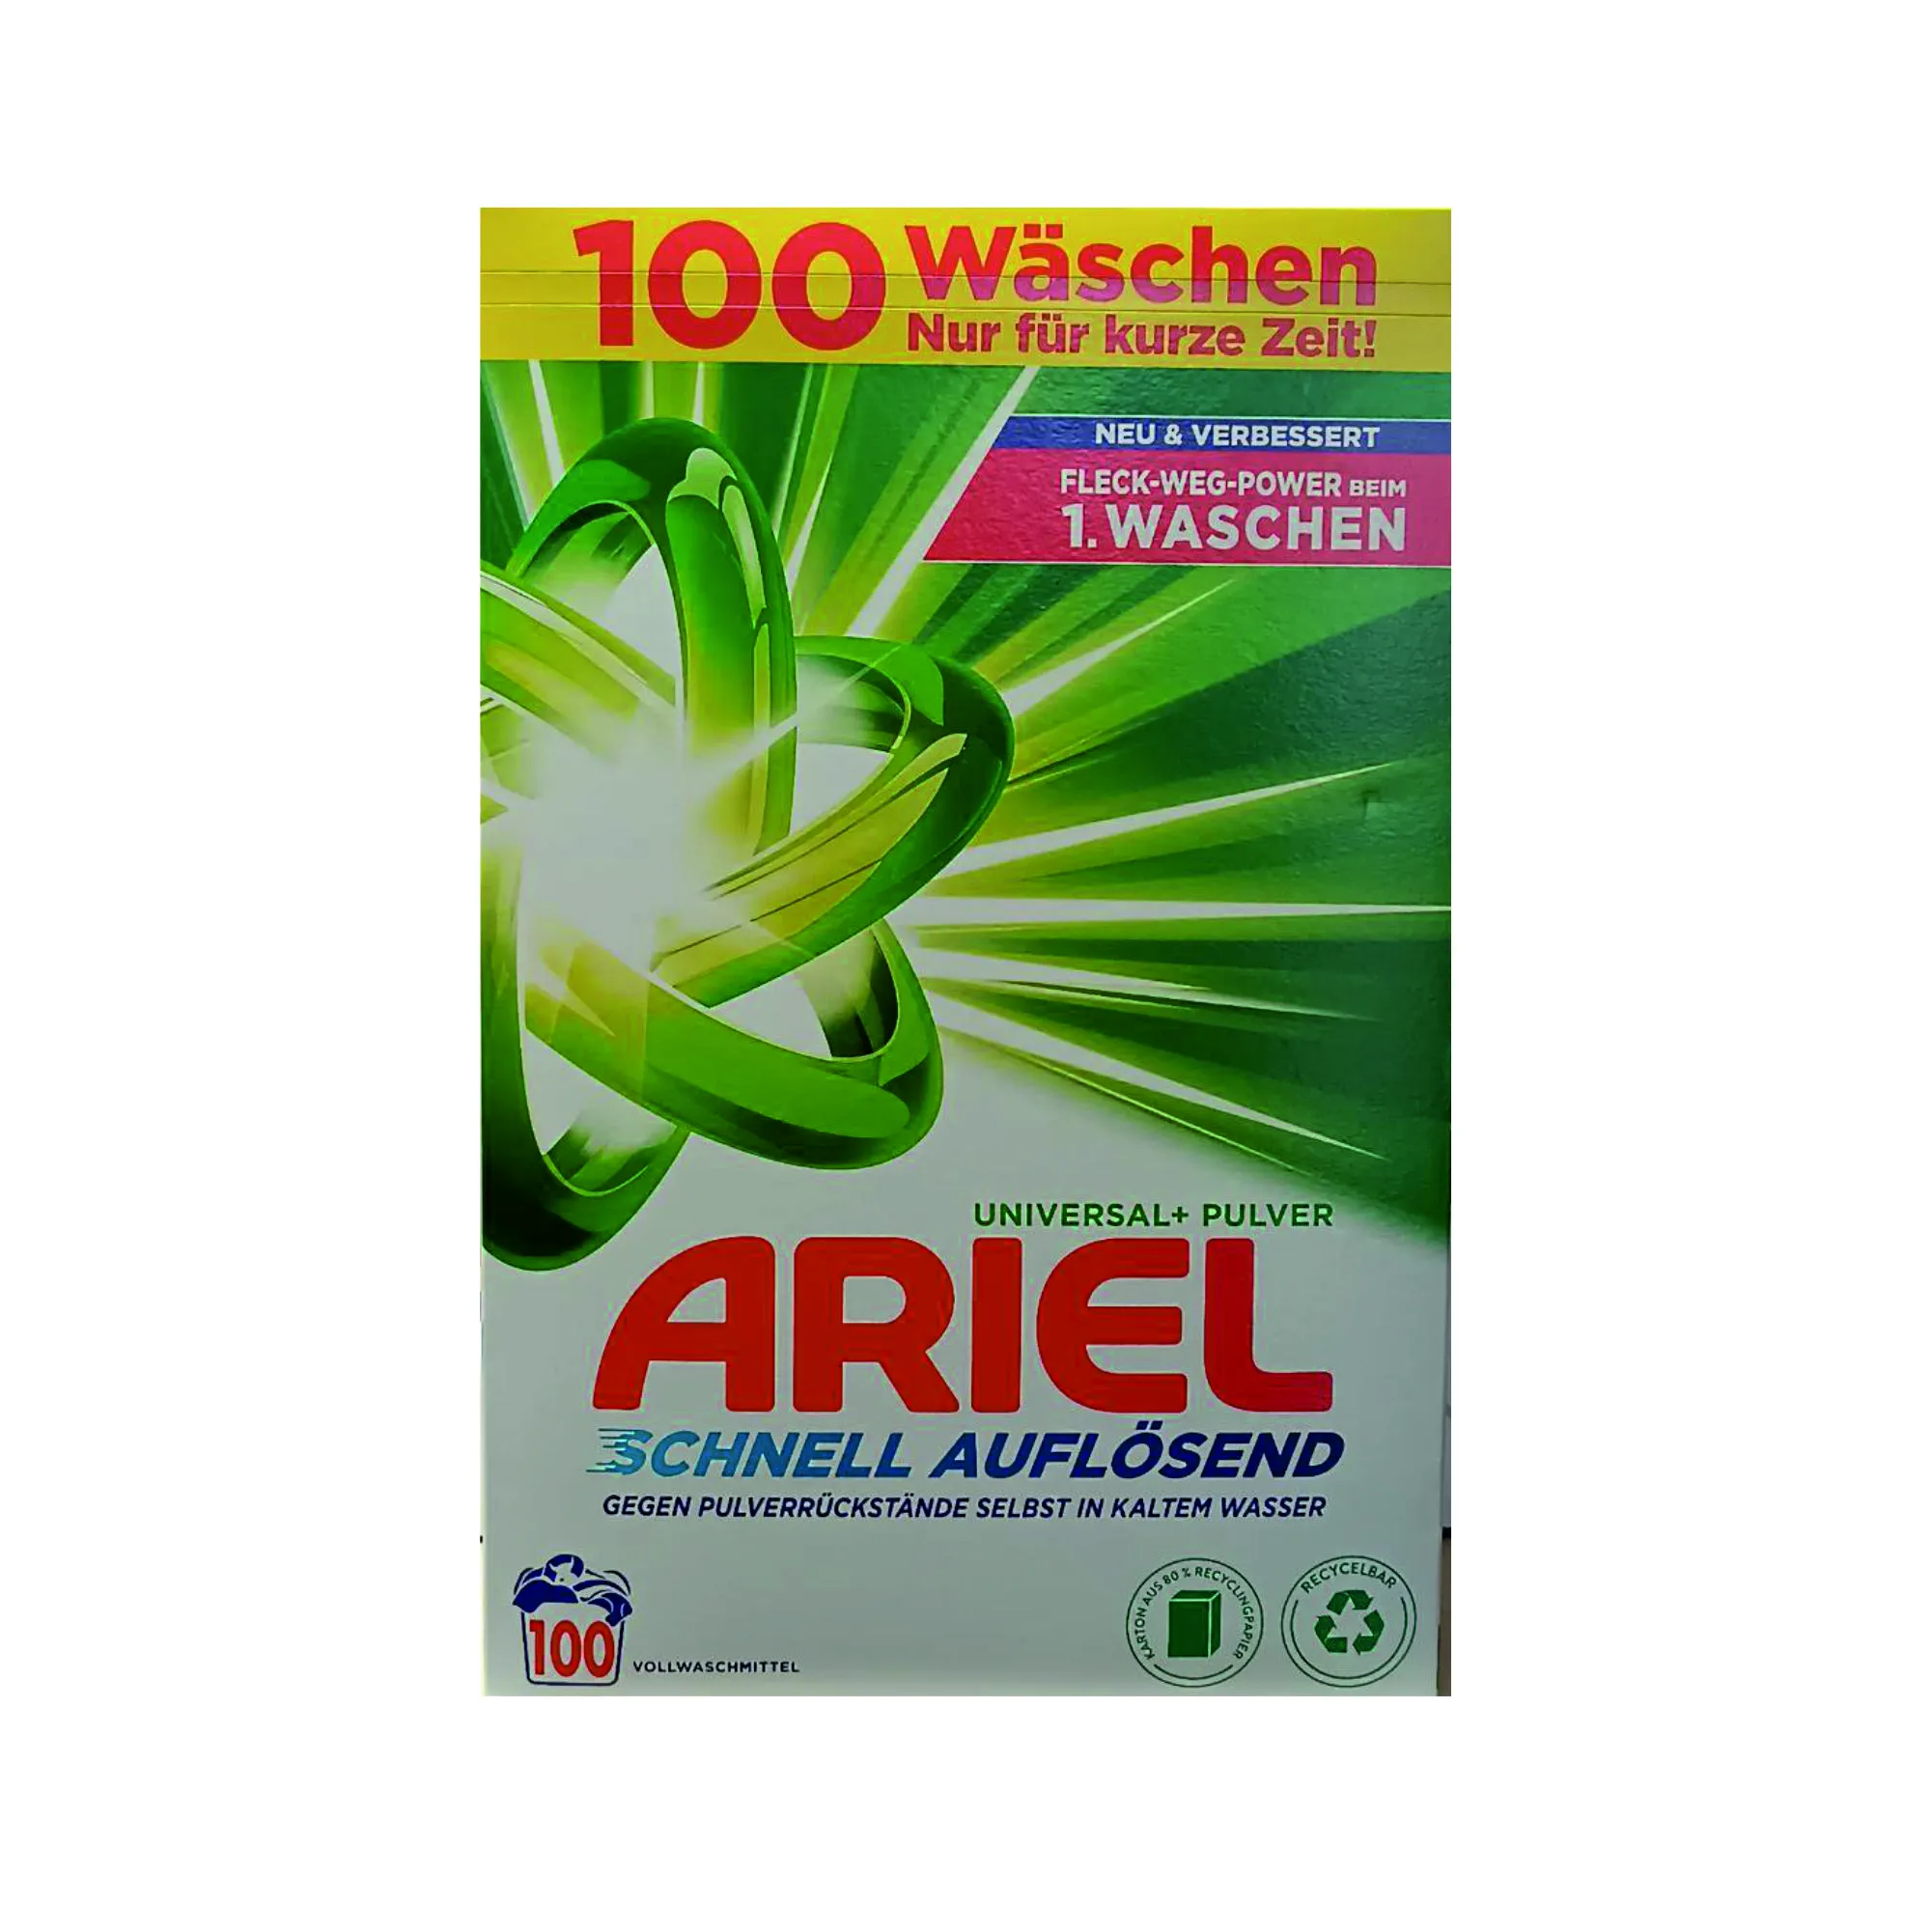 100 Wäschen
Nur für kurze Zeit!
NEU & VERBESSERT
FLECK-WEG-POWER BEIM
1. WASCHEN
UNIVERSAL+ PULVER
ARIEL
SCHNELL AUFLÖSEND
GEGEN PULVERRÜCKSTÄNDE SELBST IN KALTEM WASSER
100
VOLLWASCHMITTEL
KARTON AUS 80 % RECYCLINGPAPIER
RECYCELBAR